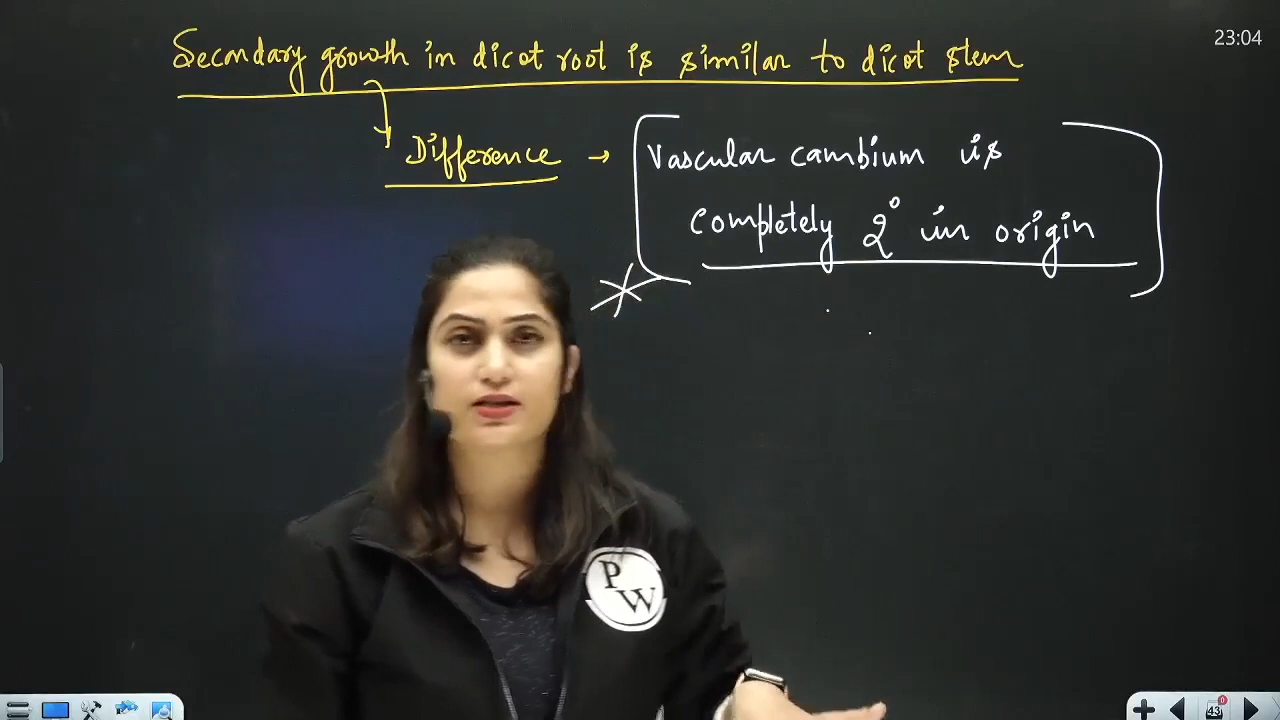 23:04
Secondary growth in dicot root is similar to dicot stem
Difference → Vascular cambium is
completely 2° in origin
P
W
43